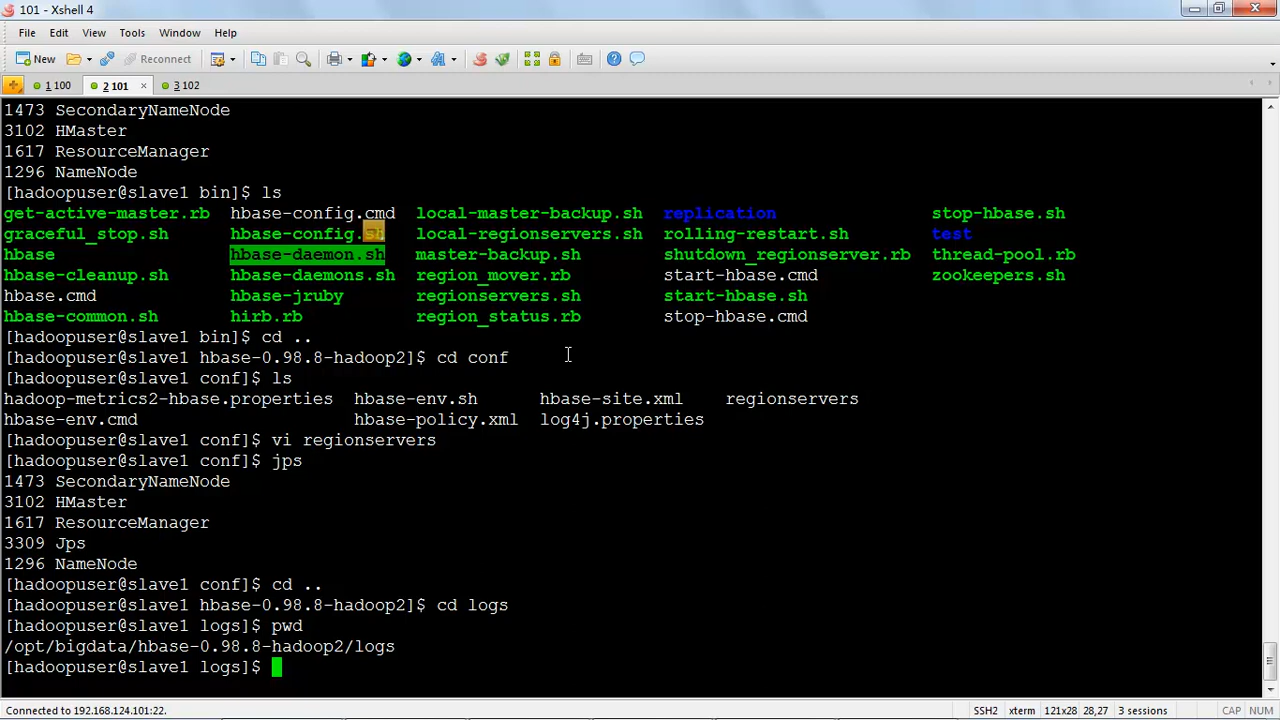 101 - Xshell 4
File Edit View Tools Window Help
New Reconnect
1 100 2 101 × 3 102
1473 SecondaryNameNode
3102 HMaster
1617 ResourceManager
1296 NameNode
[hadoopuser@slave1 bin]$ ls
get-active-master.rb hbase-config.cmd local-master-backup.sh replication stop-hbase.sh
graceful_stop.sh hbase-config.sh local-regionservers.sh rolling-restart.sh test
hbase hbase-daemon.sh master-backup.sh shutdown_regionserver.rb thread-pool.rb
hbase-cleanup.sh hbase-daemons.sh region_mover.rb start-hbase.cmd zookeepers.sh
hbase.cmd hbase-jruby regionservers.sh start-hbase.sh
hbase-common.sh hirb.rb region_status.rb stop-hbase.cmd
[hadoopuser@slave1 bin]$ cd ..
[hadoopuser@slave1 hbase-0.98.8-hadoop2]$ cd conf
[hadoopuser@slave1 conf]$ ls
hadoop-metrics2-hbase.properties hbase-env.sh hbase-site.xml regionservers
hbase-env.cmd hbase-policy.xml log4j.properties
[hadoopuser@slave1 conf]$ vi regionservers
[hadoopuser@slave1 conf]$ jps
1473 SecondaryNameNode
3102 HMaster
1617 ResourceManager
3309 Jps
1296 NameNode
[hadoopuser@slave1 conf]$ cd ..
[hadoopuser@slave1 hbase-0.98.8-hadoop2]$ cd logs
[hadoopuser@slave1 logs]$ pwd
/opt/bigdata/hbase-0.98.8-hadoop2/logs
[hadoopuser@slave1 logs]$
Connected to 192.168.124.101:22. SSH2 xterm 121x28 28,27 3 sessions CAP NUM